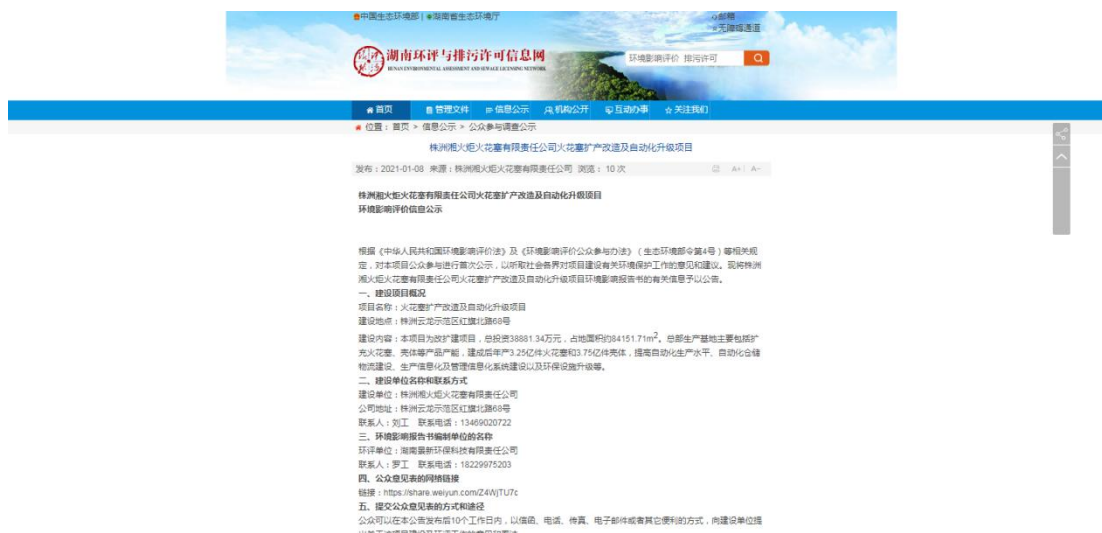 中国生态环境部 | 湖南省生态环境厅
邮箱
无障碍通道
湖南环评与排污许可信息网
HUNAN ENVIRONMENTAL ASSESSMENT AND SEWAGE LICENSING NETWORK
环境影响评价 排污许可
首页 管理文件 信息公示 机构公开 互动办事 关注我们
位置：首页 > 信息公示 > 公众参与调查公示
株洲湘火炬火花塞有限责任公司火花塞扩产改造及自动化升级项目
发布：2021-01-08 来源：株洲湘火炬火花塞有限责任公司 浏览：10 次 A+ | A-
株洲湘火炬火花塞有限责任公司火花塞扩产改造及自动化升级项目
环境影响评价信息公示
根据《中华人民共和国环境影响评价法》及《环境影响评价公众参与办法》（生态环境部令第4号）等相关规
定，对本项目公众参与进行首次公示，以听取社会各界对项目建设有关环境保护工作的意见和建议。现将株洲
湘火炬火花塞有限责任公司火花塞扩产改造及自动化升级项目环境影响报告书的有关信息予以公告。
一、建设项目概况
项目名称：火花塞扩产改造及自动化升级项目
建设地点：株洲云龙示范区红旗北路68号
建设内容：本项目为改扩建项目，总投资38881.34万元，占地面积约84151.71m²。总部生产基地主要包括扩
充火花塞、壳体等产品产能，建成后年产3.25亿件火花塞和3.75亿件壳体，提高自动化生产水平、自动化仓储
物流建设、生产信息化及管理信息化系统建设以及环保设施升级等。
二、建设单位名称和联系方式
建设单位：株洲湘火炬火花塞有限责任公司
公司地址：株洲云龙示范区红旗北路68号
联系人：刘工 联系电话：13469020722
三、环境影响报告书编制单位的名称
环评单位：湖南景新环保科技有限责任公司
联系人：罗工 联系电话：18229975203
四、公众意见表的网络链接
链接：https://share.weiyun.com/Z4WjTU7c
五、提交公众意见表的方式和途径
公众可以在本公告发布后10个工作日内，以信函、电话、传真、电子邮件或者其它便利的方式，向建设单位提